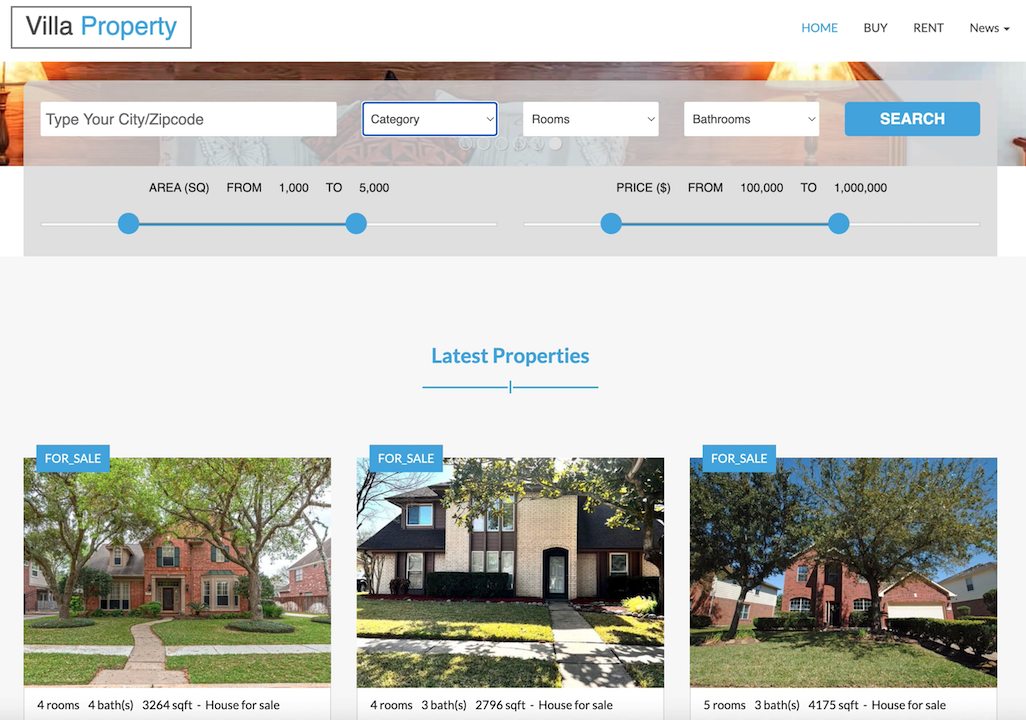 Villa Property
HOME BUY RENT News
Type Your City/Zipcode Category Rooms Bathrooms SEARCH
AREA (SQ) FROM 1,000 TO 5,000 PRICE ($) FROM 100,000 TO 1,000,000
Latest Properties
FOR_SALE FOR_SALE FOR_SALE
4 rooms 4 bath(s) 3264 sqft - House for sale
4 rooms 3 bath(s) 2796 sqft - House for sale
5 rooms 3 bath(s) 4175 sqft - House for sale